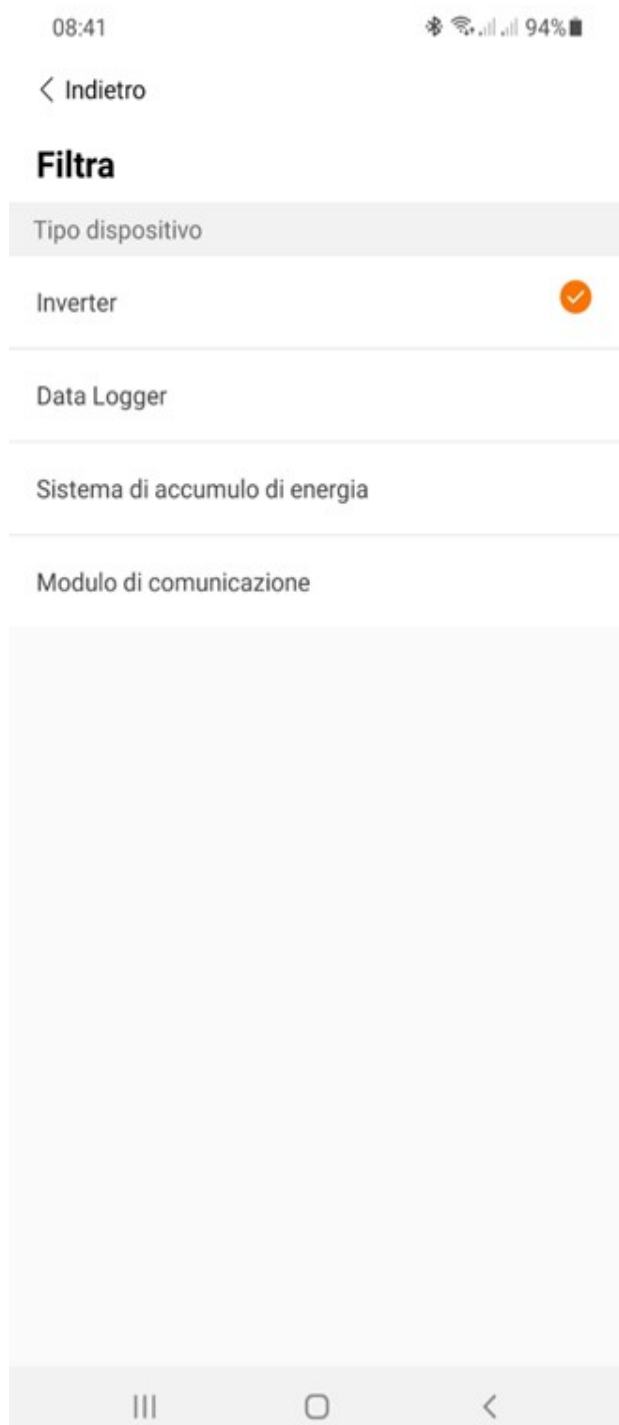 08:41 94%
Indietro
Filtra
Tipo dispositivo
Inverter
Data Logger
Sistema di accumulo di energia
Modulo di comunicazione